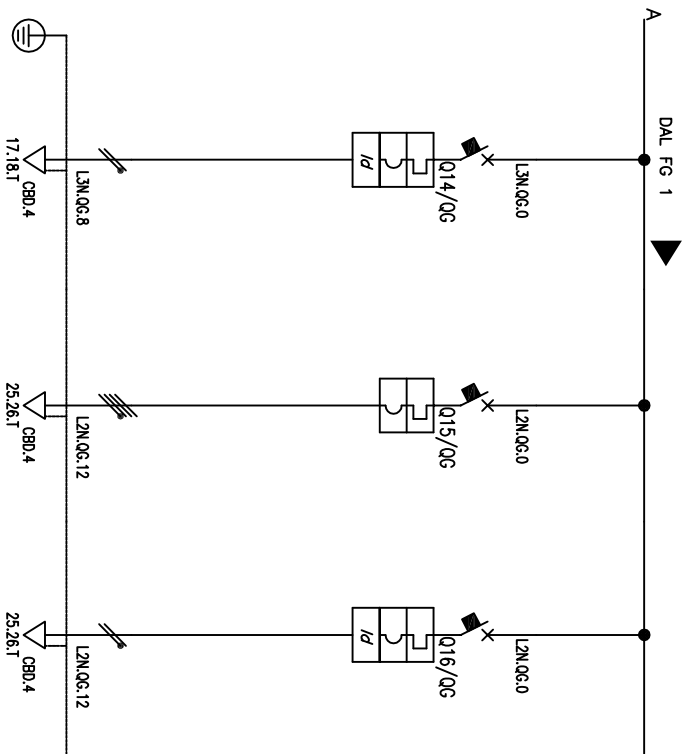 A
DAL FG 1
L3N.QG.0
Q14/QG
Id
L3N.QG.8
CBD.4
17.18.T
L2N.QG.0
Q15/QG
L2N.QG.12
CBD.4
25.26.T
L2N.QG.0
Q16/QG
Id
L2N.QG.12
CBD.4
25.26.T